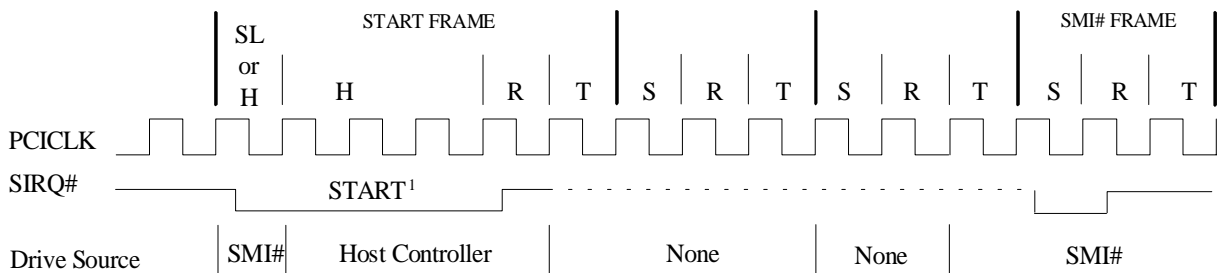 START FRAME
SMI# FRAME
SL
or
H
H
R
T
S
R
T
S
R
T
S
R
T
PCICLK
SIRQ#
START1
Drive Source
SMI#
Host Controller
None
None
SMI#